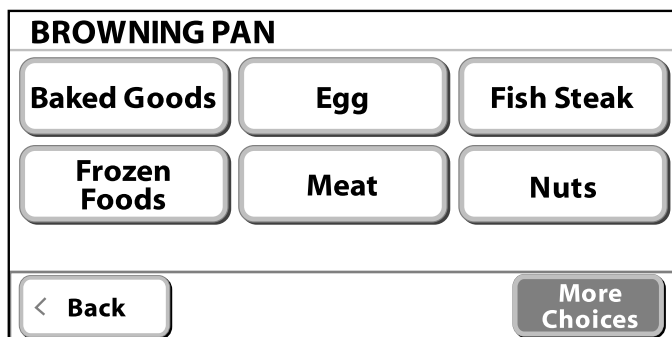 BROWNING PAN
Baked Goods
Egg
Fish Steak
Frozen
Foods
Meat
Nuts
< Back
More
Choices